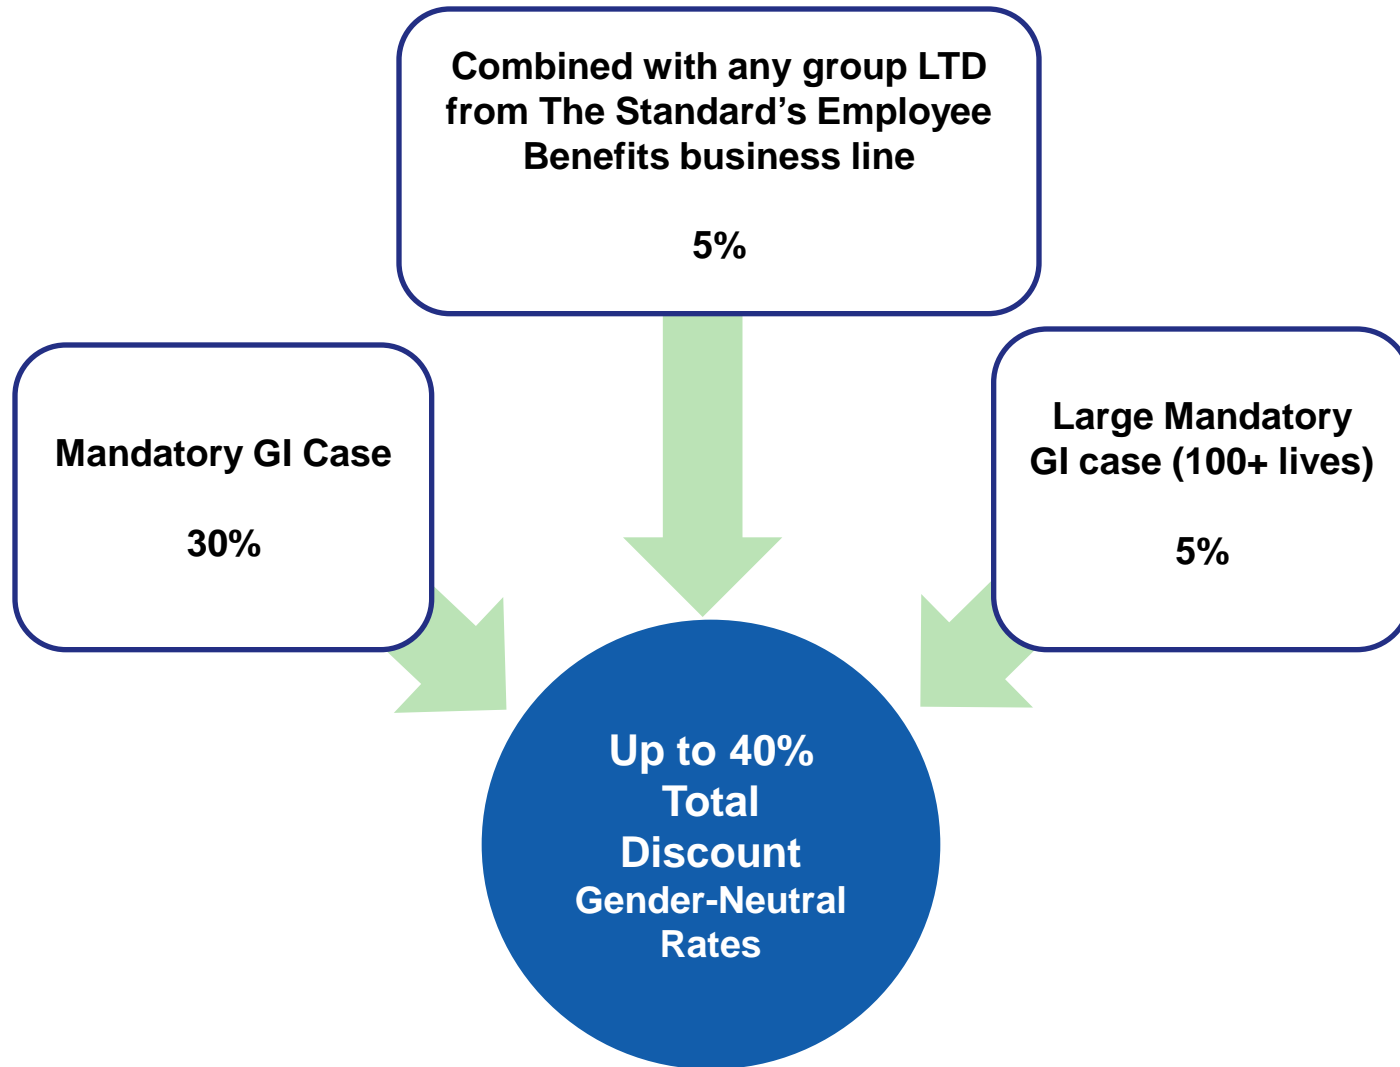 Combined with any group LTD
from The Standard’s Employee
Benefits business line
5%
Mandatory GI Case
30%
Large Mandatory
GI case (100+ lives)
5%
Up to 40%
Total
Discount
Gender-Neutral
Rates